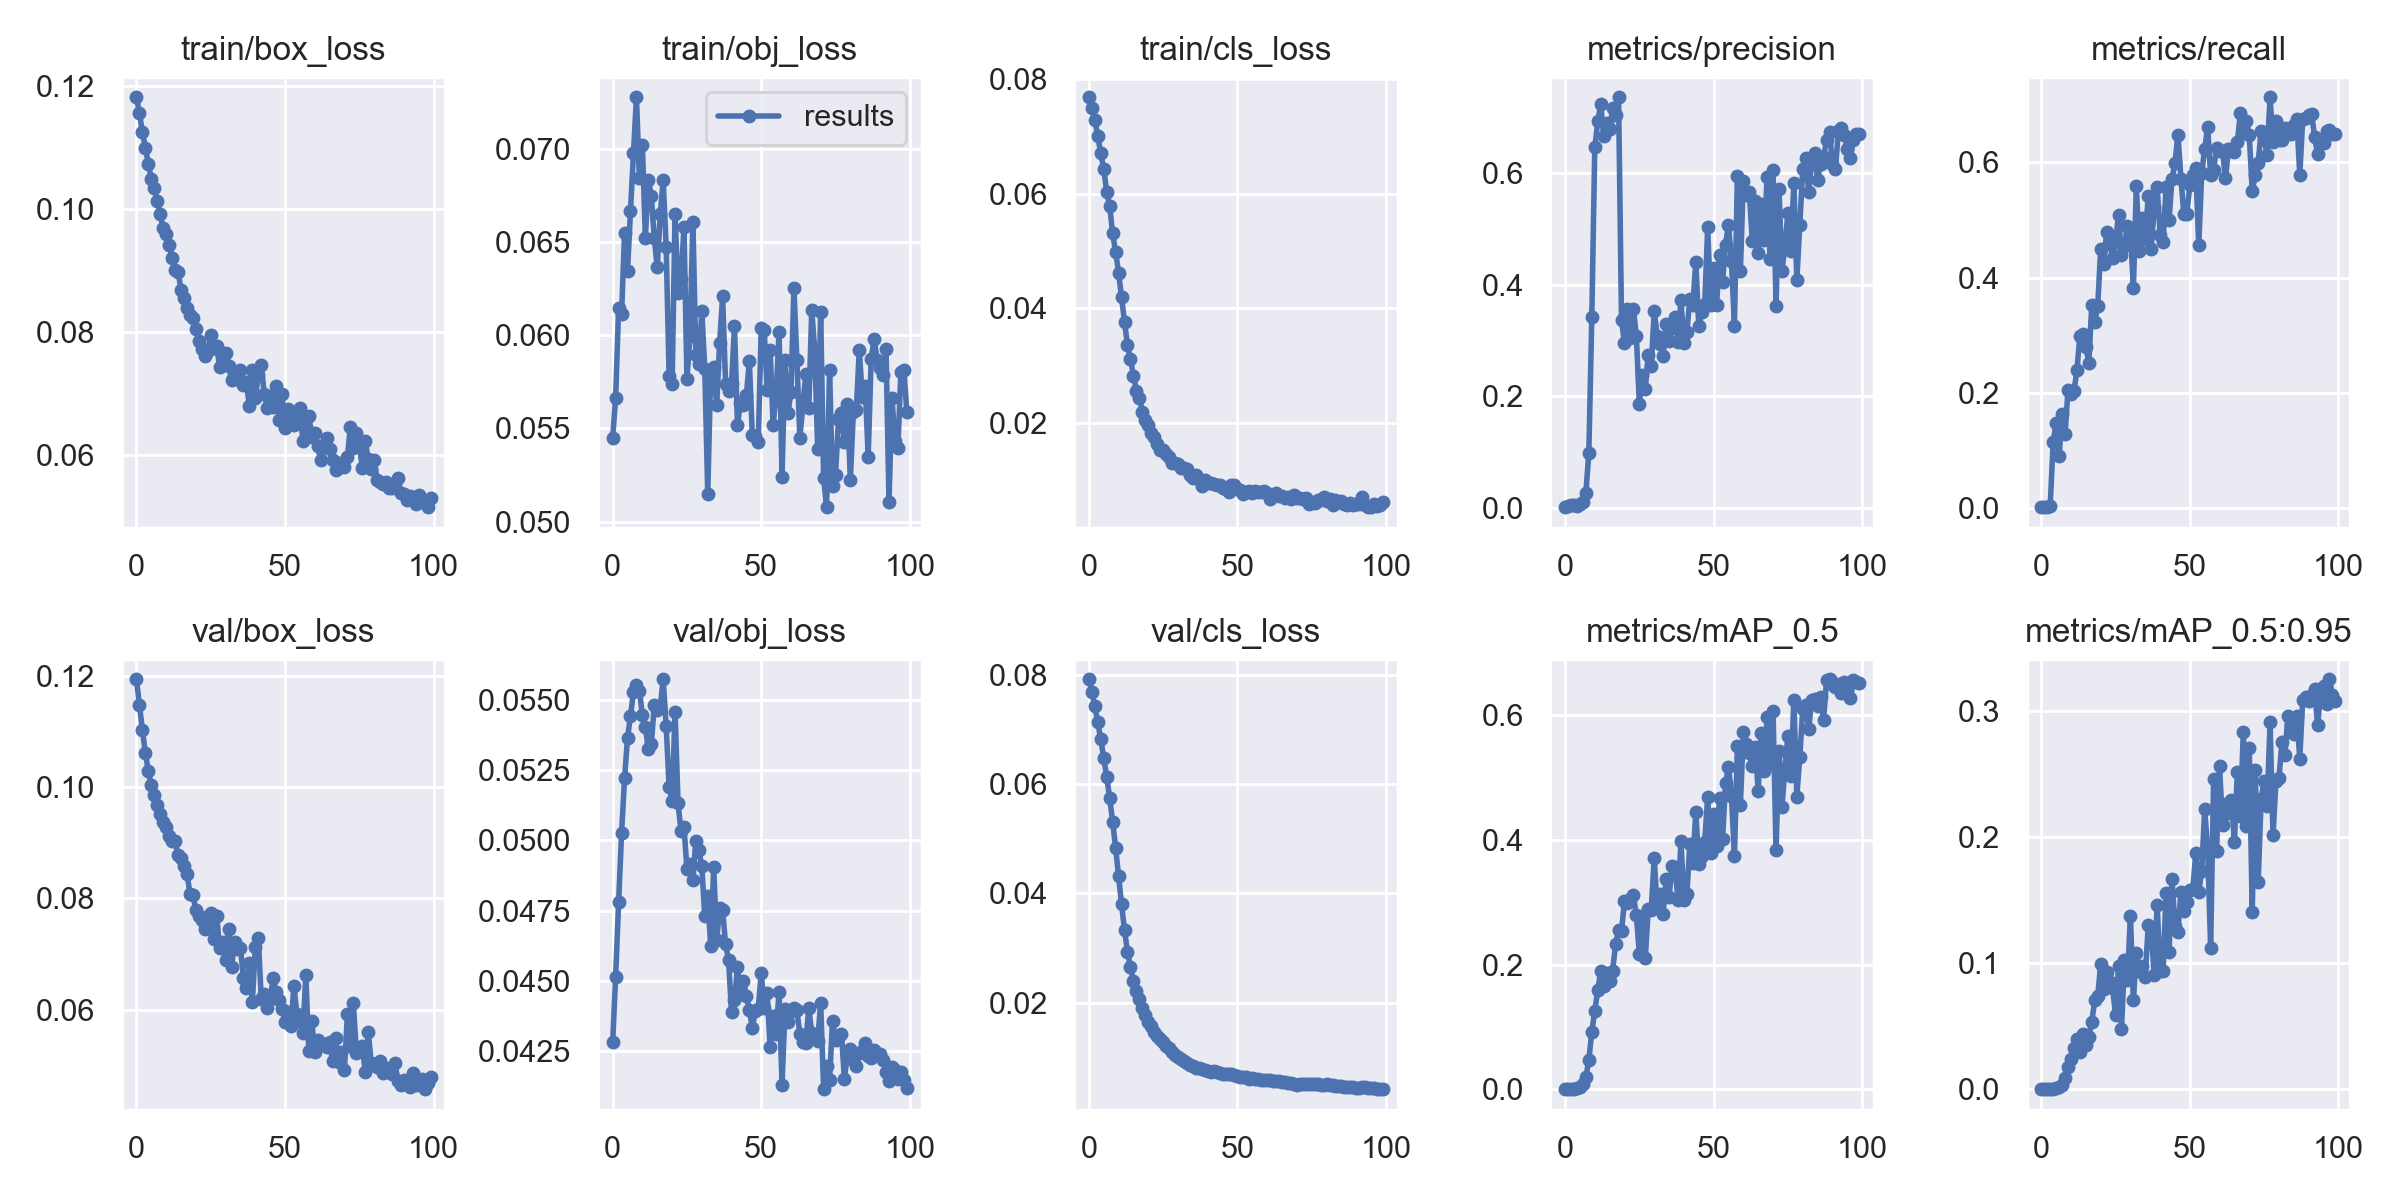 train/box_loss
0.12
0.10
0.08
0.06
0 50 100
train/obj_loss
results
0.070
0.065
0.060
0.055
0.050
0 50 100
train/cls_loss
0.08
0.06
0.04
0.02
0 50 100
metrics/precision
0.6
0.4
0.2
0.0
0 50 100
metrics/recall
0.6
0.4
0.2
0.0
0 50 100
val/box_loss
0.12
0.10
0.08
0.06
0 50 100
val/obj_loss
0.0550
0.0525
0.0500
0.0475
0.0450
0.0425
0 50 100
val/cls_loss
0.08
0.06
0.04
0.02
0 50 100
metrics/mAP_0.5
0.6
0.4
0.2
0.0
0 50 100
metrics/mAP_0.5:0.95
0.3
0.2
0.1
0.0
0 50 100